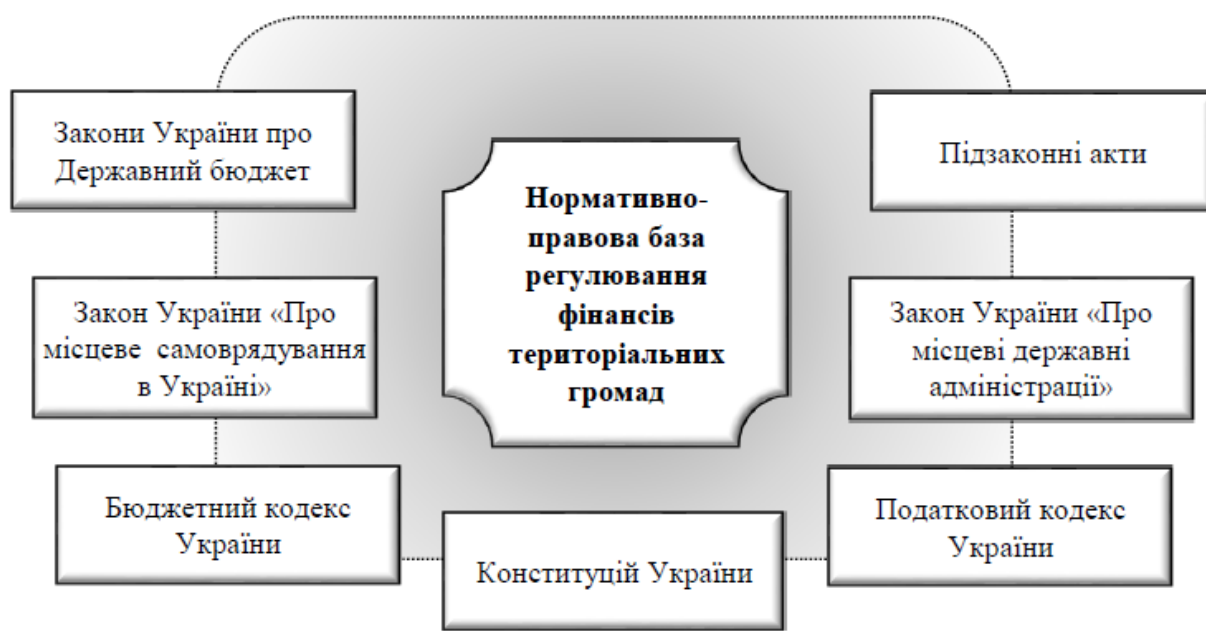 Закони України про
Державний бюджет
Підзаконні акти
Нормативно-
правова база
регулювання
фінансів
територіальних
громад
Закон України «Про
місцеве самоврядування
в Україні»
Закон України «Про
місцеві державні
адміністрації»
Бюджетний кодекс
України
Податковий кодекс
України
Конституцій України